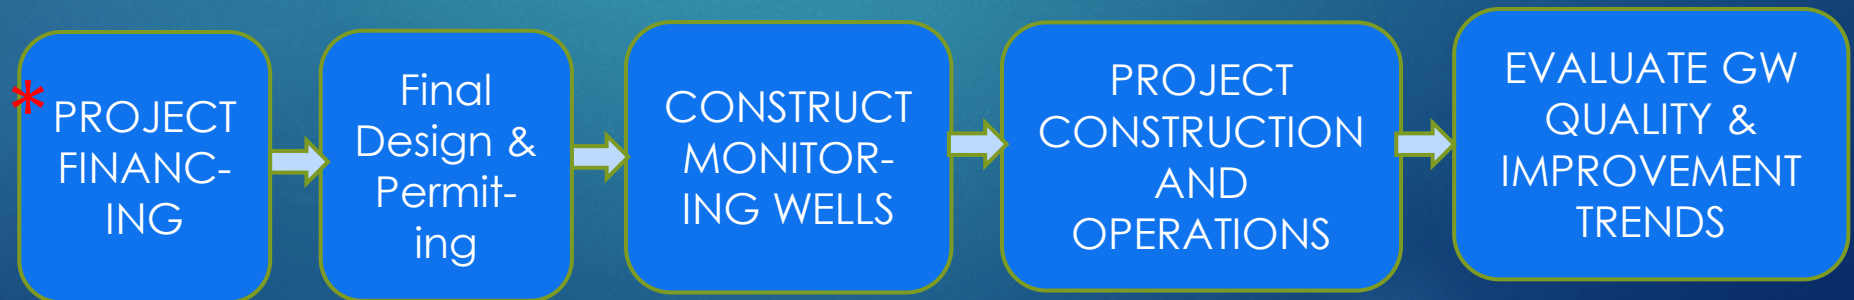 * PROJECT
FINANC-
ING
Final
Design &
Permit-
ing
CONSTRUCT
MONITOR-
ING WELLS
PROJECT
CONSTRUCTION
AND
OPERATIONS
EVALUATE GW
QUALITY &
IMPROVEMENT
TRENDS